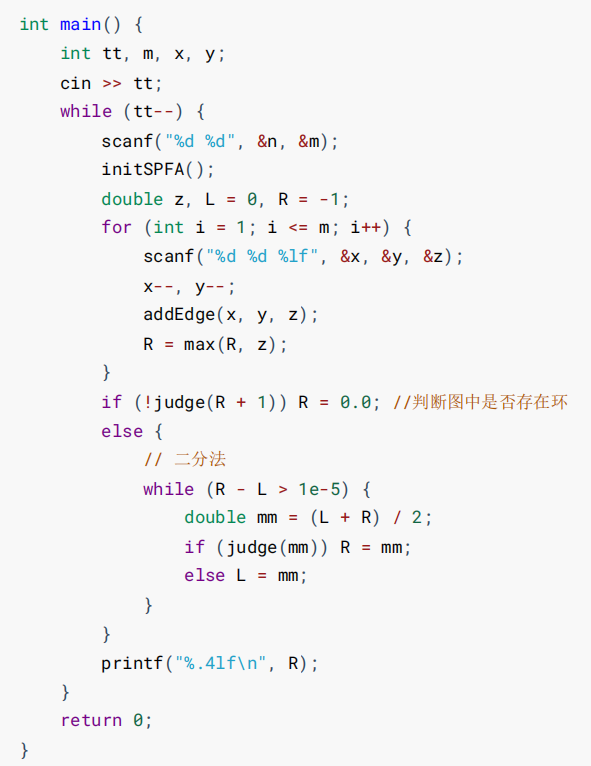 int main() {
    int tt, m, x, y;
    cin >> tt;
    while (tt--) {
        scanf("%d %d", &n, &m);
        initSPFA();
        double z, L = 0, R = -1;
        for (int i = 1; i <= m; i++) {
            scanf("%d %d %lf", &x, &y, &z);
            x--, y--;
            addEdge(x, y, z);
            R = max(R, z);
        }
        if (!judge(R + 1)) R = 0.0; //判断图中是否存在环
        else {
            // 二分法
            while (R - L > 1e-5) {
                double mm = (L + R) / 2;
                if (judge(mm)) R = mm;
                else L = mm;
            }
        }
        printf("%.4lf\n", R);
    }
    return 0;
}